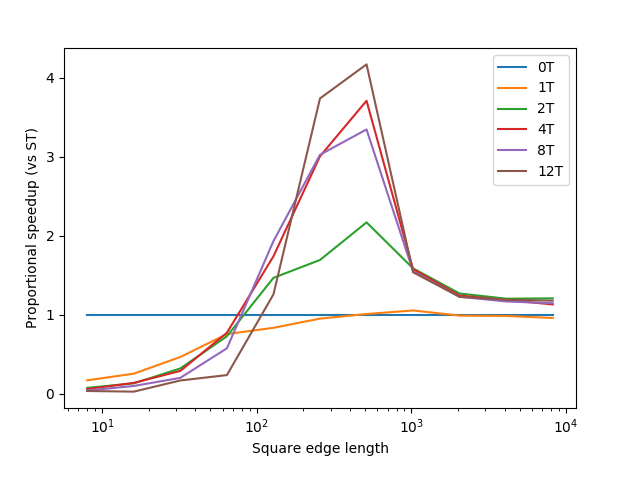 Proportional speedup (vs ST)
4
3
2
1
0
0T
1T
2T
4T
8T
12T
10¹
10²
10³
10⁴
Square edge length